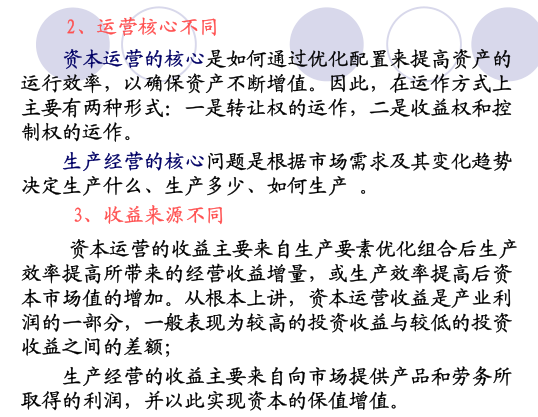 2、运营核心不同
资本运营的核心是如何通过优化配置来提高资产的
运行效率，以确保资产不断增值。因此，在运作方式上
主要有两种形式：一是转让权的运作，二是收益权和控
制权的运作。
生产经营的核心问题是根据市场需求及其变化趋势
决定生产什么、生产多少、如何生产 。
3、收益来源不同
资本运营的收益主要来自生产要素优化组合后生产
效率提高所带来的经营收益增量，或生产效率提高后资
本市场值的增加。从根本上讲，资本运营收益是产业利
润的一部分，一般表现为较高的投资收益与较低的投资
收益之间的差额；
生产经营的收益主要来自向市场提供产品和劳务所
取得的利润，并以此实现资本的保值增值。